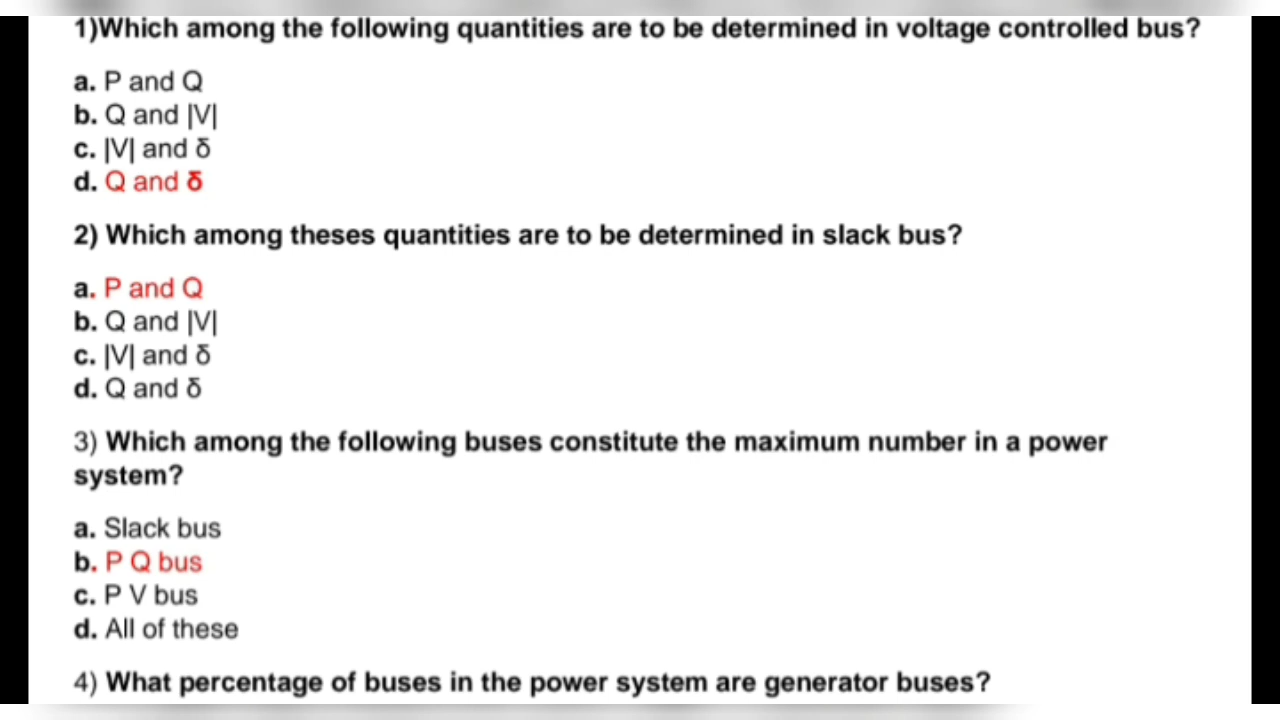 1)Which among the following quantities are to be determined in voltage controlled bus?
a. P and Q
b. Q and |V|
c. |V| and δ
d. Q and δ
2) Which among theses quantities are to be determined in slack bus?
a. P and Q
b. Q and |V|
c. |V| and δ
d. Q and δ
3) Which among the following buses constitute the maximum number in a power
system?
a. Slack bus
b. P Q bus
c. P V bus
d. All of these
4) What percentage of buses in the power system are generator buses?